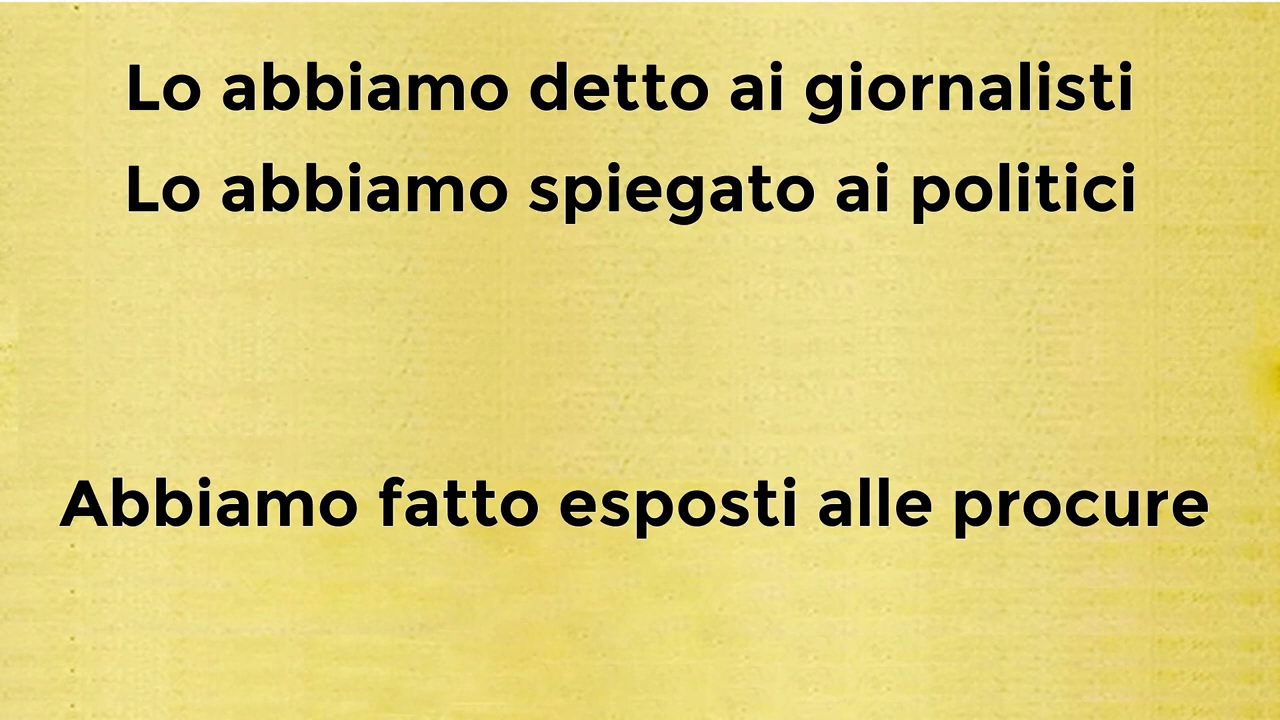 Lo abbiamo detto ai giornalisti
Lo abbiamo spiegato ai politici
Abbiamo fatto esposti alle procure